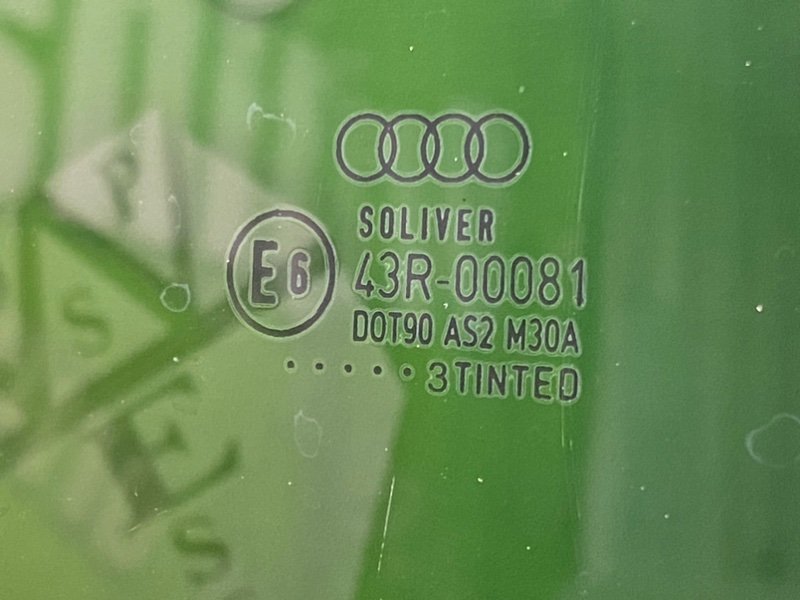 SOLIVER
E6 43R-00081
DOT90 AS2 M30A
.....3TINTED